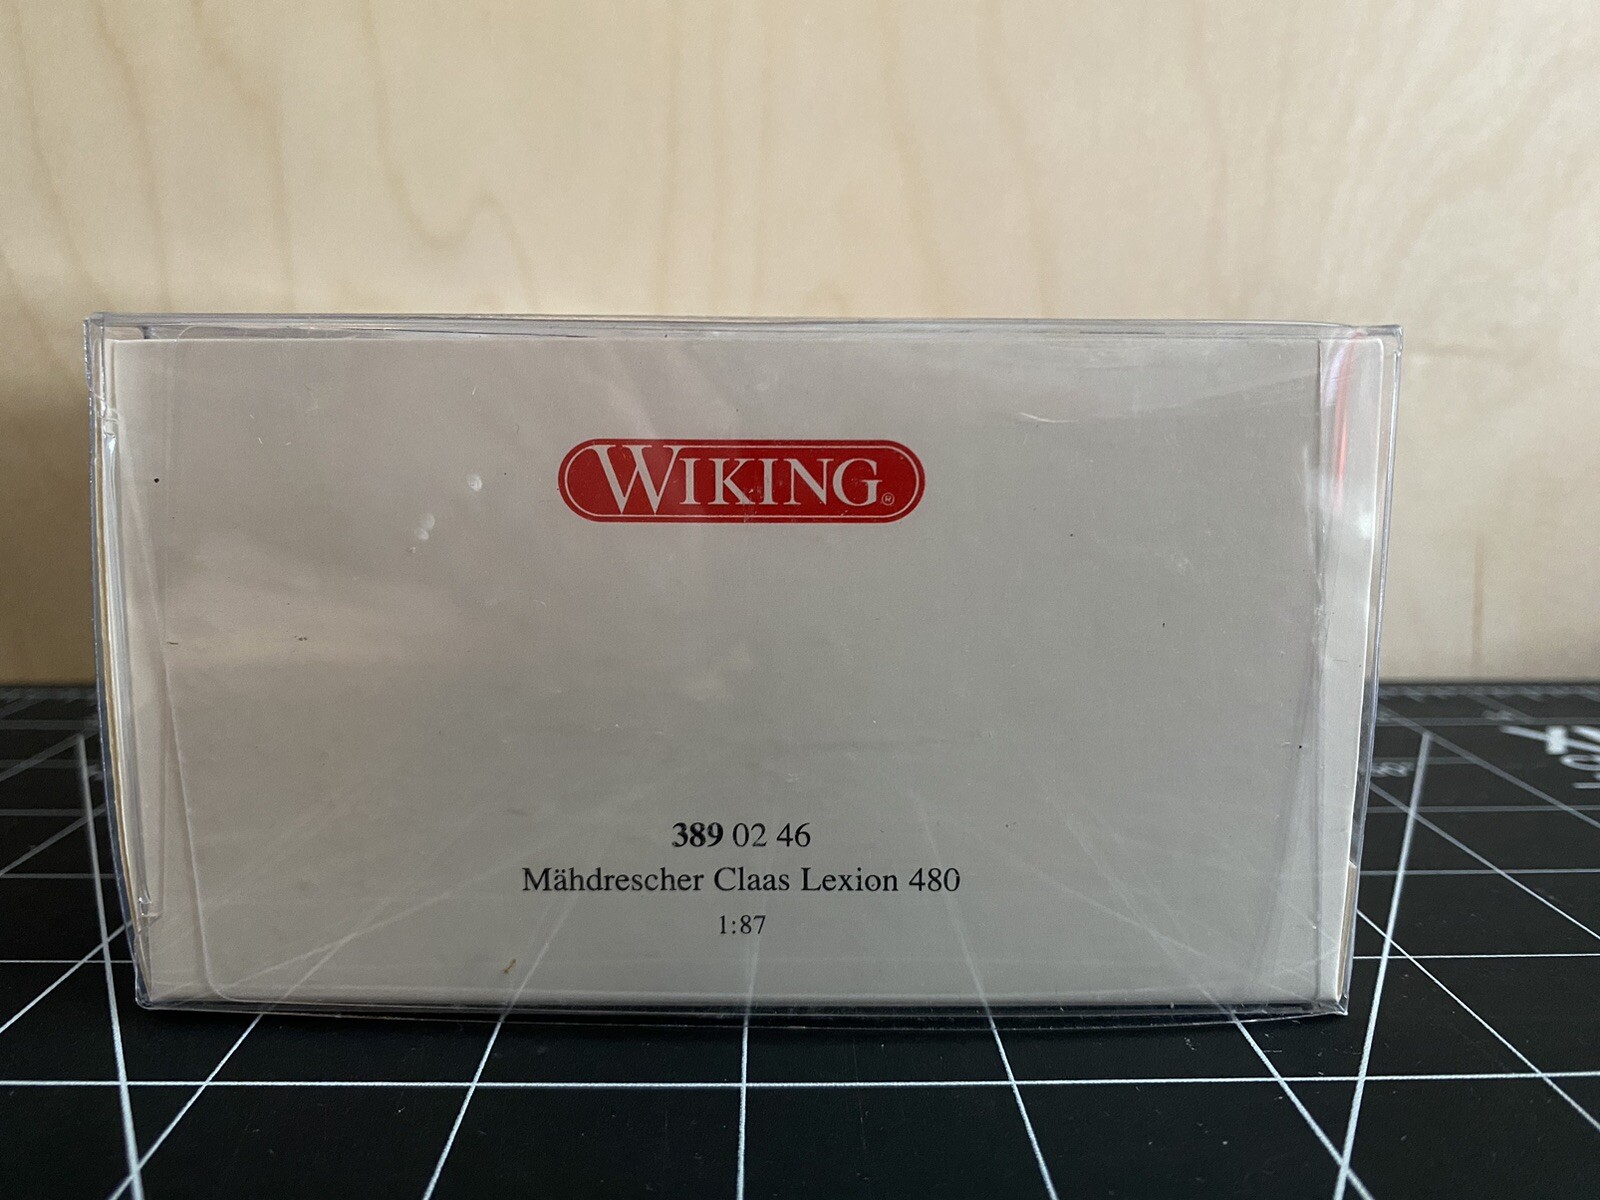 WIKING®
389 02 46
Mähdrescher Claas Lexion 480
1:87